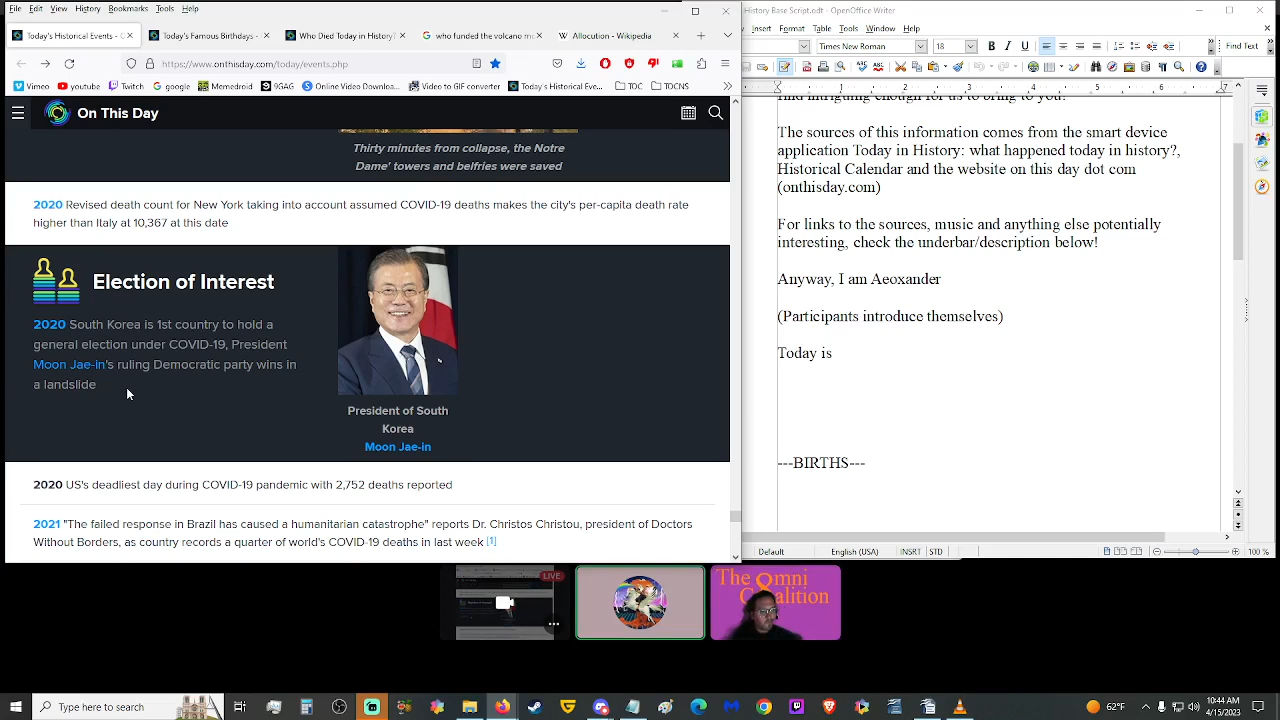 File Edit View History Bookmarks Tools Help
Today's Historical Events - O
Today's Famous Birthdays -
Who Died Today in History?
who funded the volcano m
Allocution - Wikipedia
https://www.onthisday.com/today/events.php
Vimeo
youtube
Twitch
google
Memedroid
9GAG
Online Video Download...
Video to GIF converter
Today's Historical Eve...
TOC
TOCNS
On This Day
Thirty minutes from collapse, the Notre
Dame' towers and belfries were saved
2020 Revised death count for New York taking into account assumed COVID-19 deaths makes the city's per-capita death rate
higher than Italy at 10,367 at this date
Election of Interest
2020 South Korea is 1st country to hold a
general election under COVID-19, President
Moon Jae-in's ruling Democratic party wins in
a landslide
President of South
Korea
Moon Jae-in
2020 US's deadliest day during COVID-19 pandemic with 2,752 deaths reported
2021 "The failed response in Brazil has caused a humanitarian catastrophe" reports Dr. Christos Christou, president of Doctors
Without Borders, as country records a quarter of world's COVID-19 deaths in last week [1]
History Base Script.odt - OpenOffice Writer
Insert Format Table Tools Window Help
Times New Roman
18
B I U
Find Text
The sources of this information comes from the smart device
application Today in History: what happened today in history?,
Historical Calendar and the website on this day dot com
(onthisday.com)
For links to the sources, music and anything else potentially
interesting, check the underbar/description below!
Anyway, I am Aeoxander
(Participants introduce themselves)
Today is
---BIRTHS---
Default
English (USA)
INSRT
STD
100 %
LIVE
The Omni
Coalition
Type here to search
62°F
10:44 AM
4/15/2023